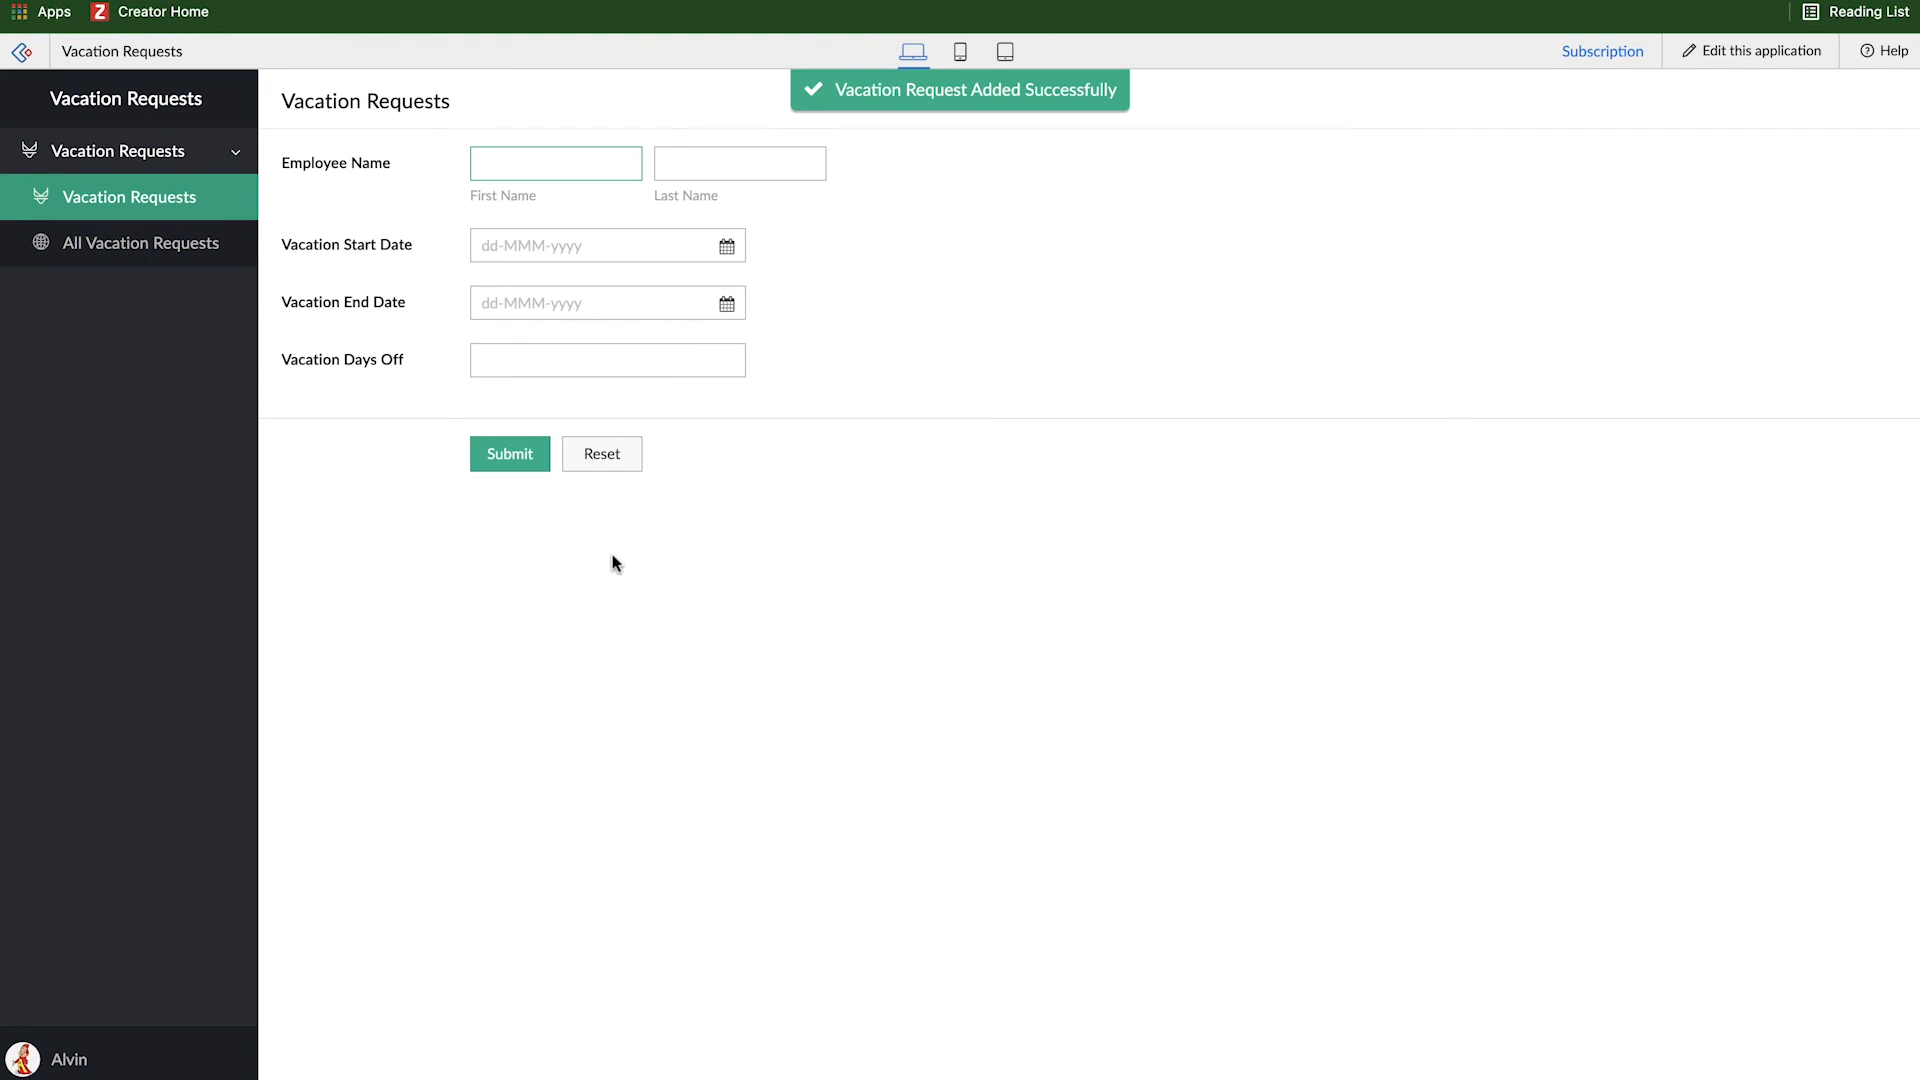 Apps
Creator Home
Reading List
Vacation Requests
Subscription
Edit this application
Help
Vacation Requests
Vacation Requests
Vacation Requests
All Vacation Requests
Alvin
Vacation Requests
Vacation Request Added Successfully
Employee Name
First Name
Last Name
Vacation Start Date
dd-MMM-yyyy
Vacation End Date
dd-MMM-yyyy
Vacation Days Off
Submit
Reset